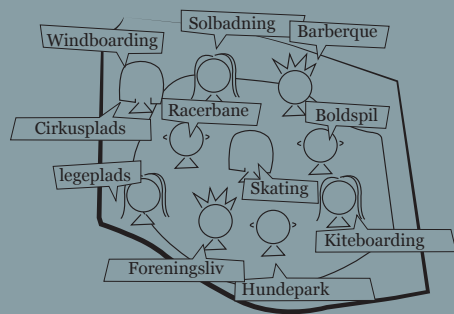 Solbadning
Barberque
Windboarding
Racerbane
Boldspil
Cirkusplads
legeplads
Skating
Kiteboarding
Foreningsliv
Hundepark